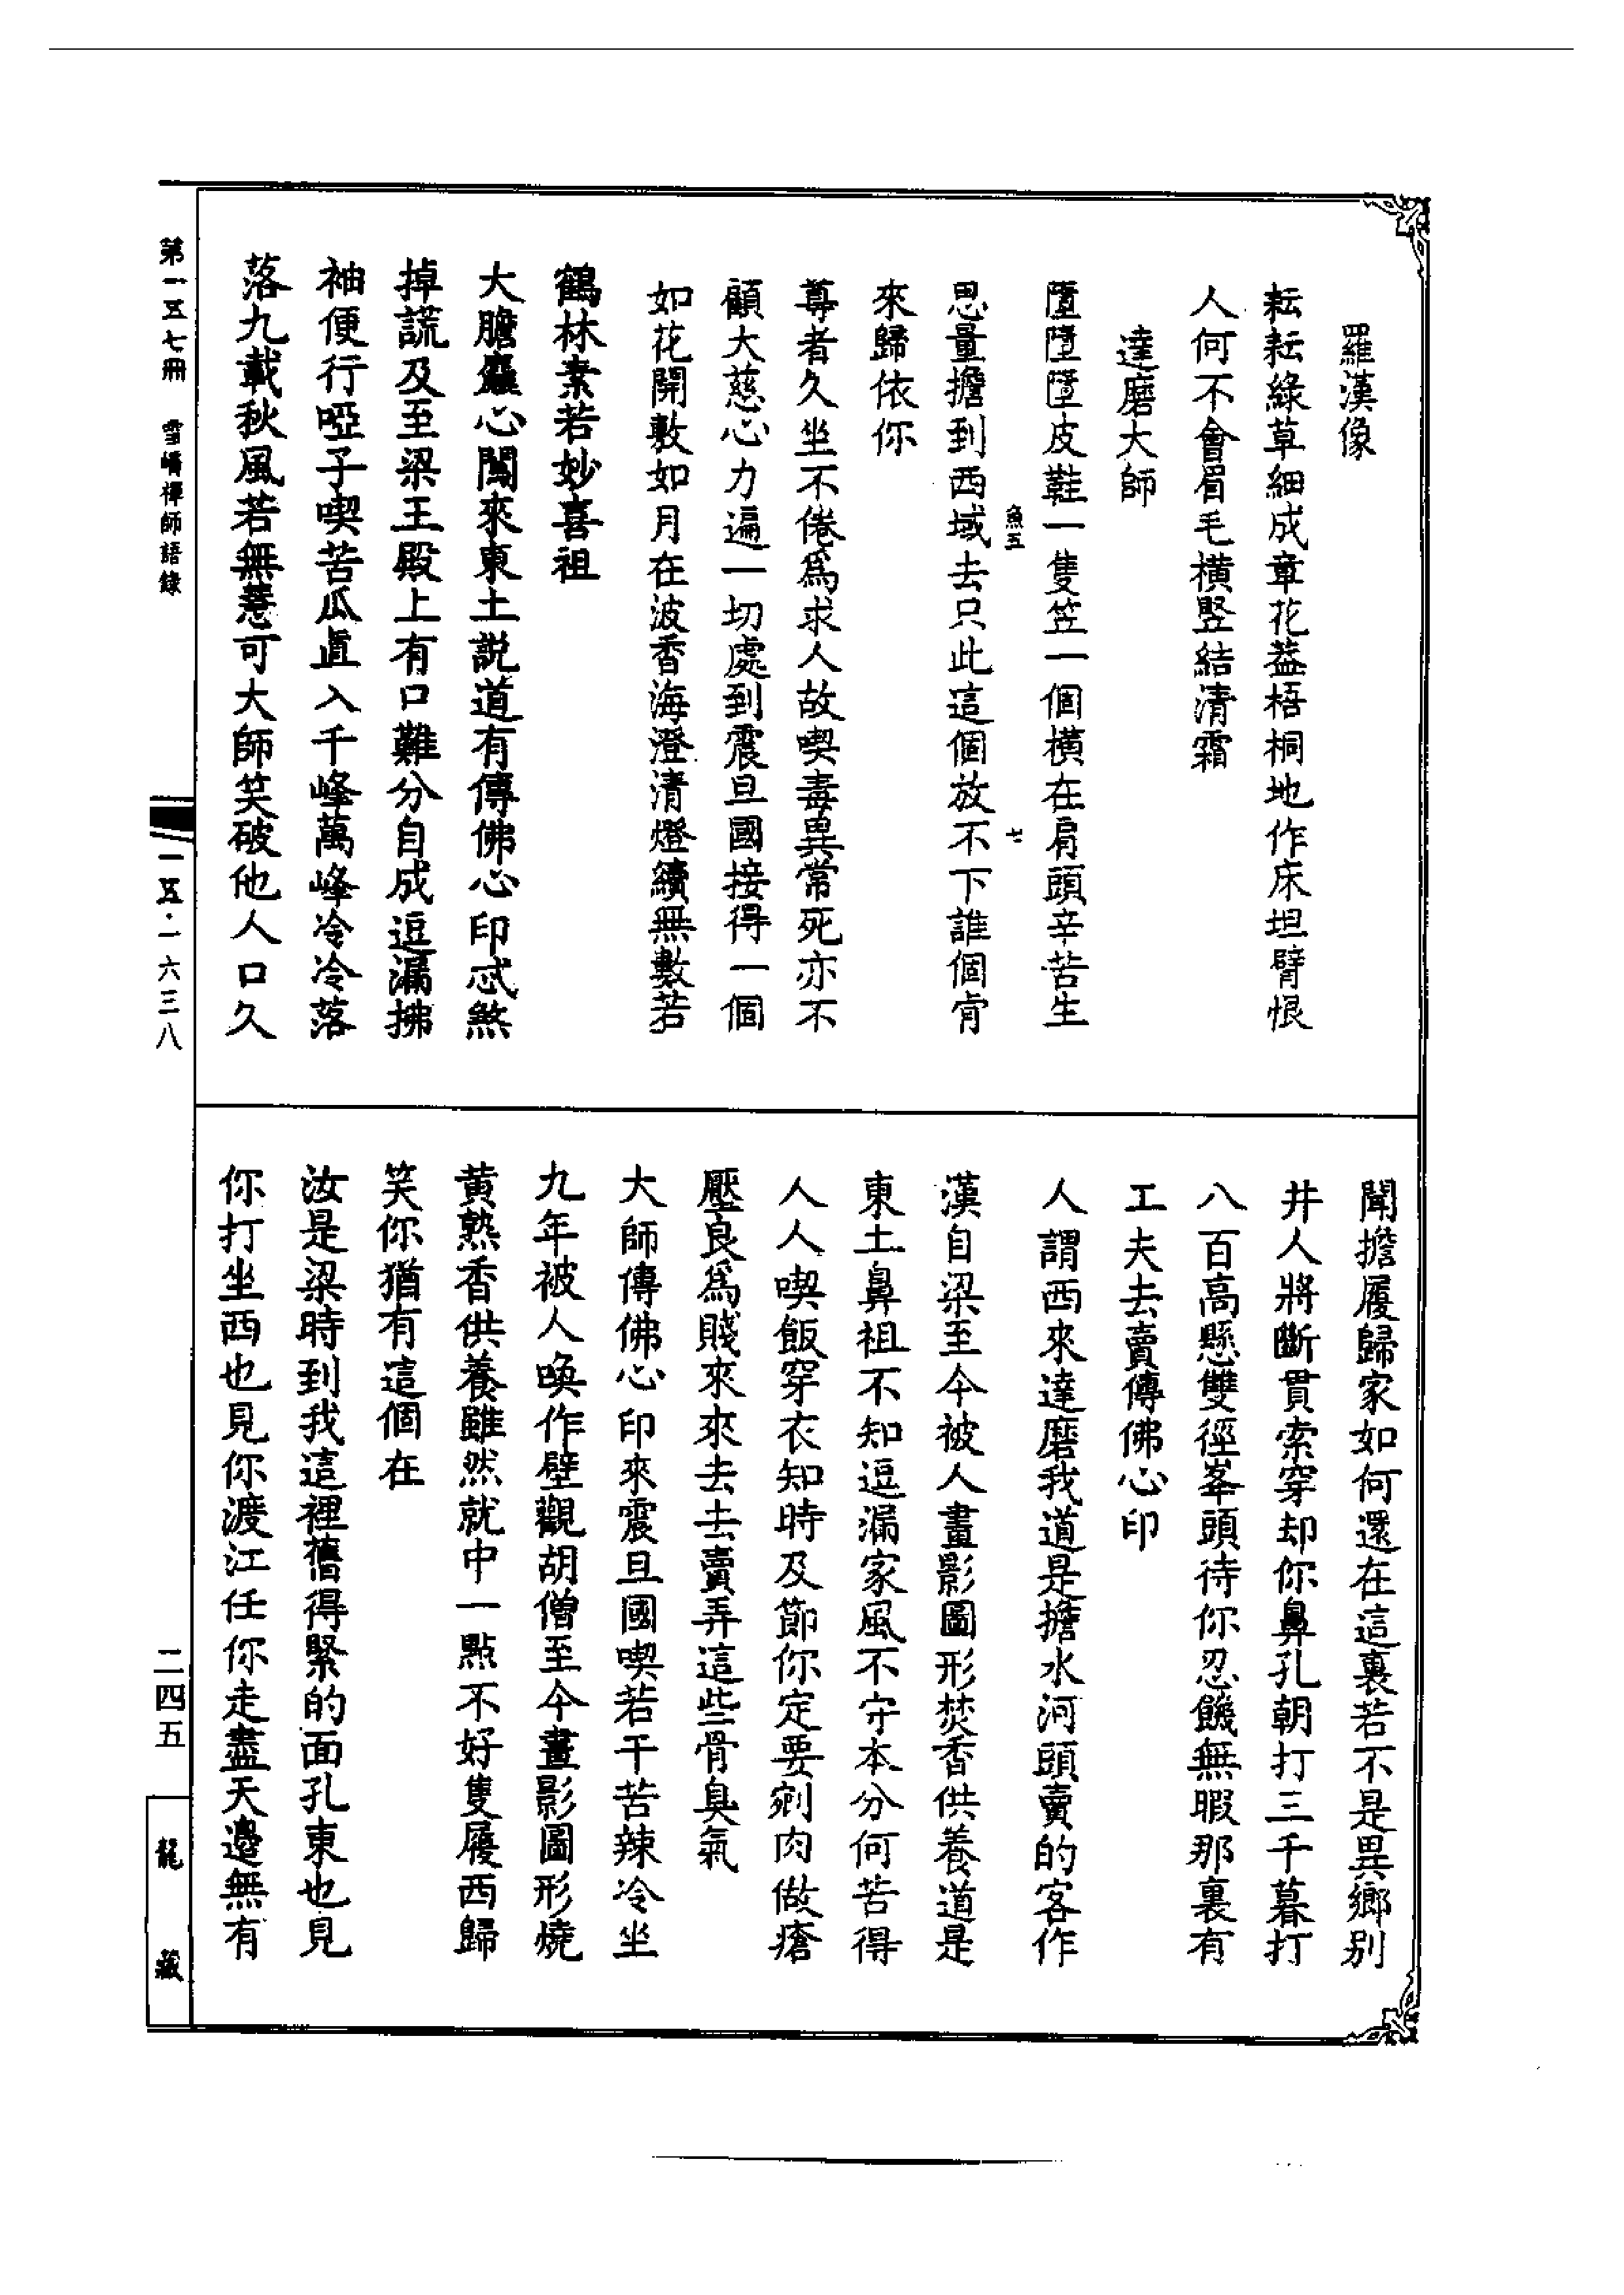 羅漢像
耘耘綠草細成章花葢梧桐地作床坦臂恨
人何不會眉毛橫竪結清霜
達磨大師
墮墮墮皮鞋一隻笠一個橫在肩頭辛苦生
魚五
七
思量擔到西域去只此這個放不下誰個肯
來歸依你
尊者久坐不倦爲求人故喫毒異常死亦不
顧大慈心力遍一切處到震旦國接得一個
如花開敷如月在波香海澄清燈續無數若
鶴林素若妙喜祖
大膽麤心闖來東土説道有傳佛心印忒煞
掉謊及至梁王殿上有口難分自成逗漏拂
袖便行啞子喫苦瓜直入千峰萬峰冷冷落
落九載秋風若無蕙可大師笑破他人口久
聞擔履歸家如何還在這裏若不是異鄉别
井人將斷貫索穿却你鼻孔朝打三千暮打
八百高懸雙徑峯頭待你忍饑無暇那裏有
工夫去賣傳佛心印
人謂西來達磨我道是擔水河頭賣的客作
漢自梁至今被人畫影圖形焚香供養道是
東土鼻祖不知逗漏家風不守本分何苦得
人人喫飯穿衣知時及節你定要剜肉做瘡
壓良爲賤來來去去賣弄這些骨臭氣
大師傳佛心印來震旦國喫若干苦辣冷坐
九年被人喚作壁觀胡僧至今畫影圖形燒
黄熟香供養雖然就中一點不好隻履西歸
笑你猶有這個在
汝是梁時到我這裡舊得緊的面孔東也見
你打坐西也見你渡江任你走盡天邊無有
第一五七冊 雪嶠禪師語錄
一五·一六三八
二四五
龍藏